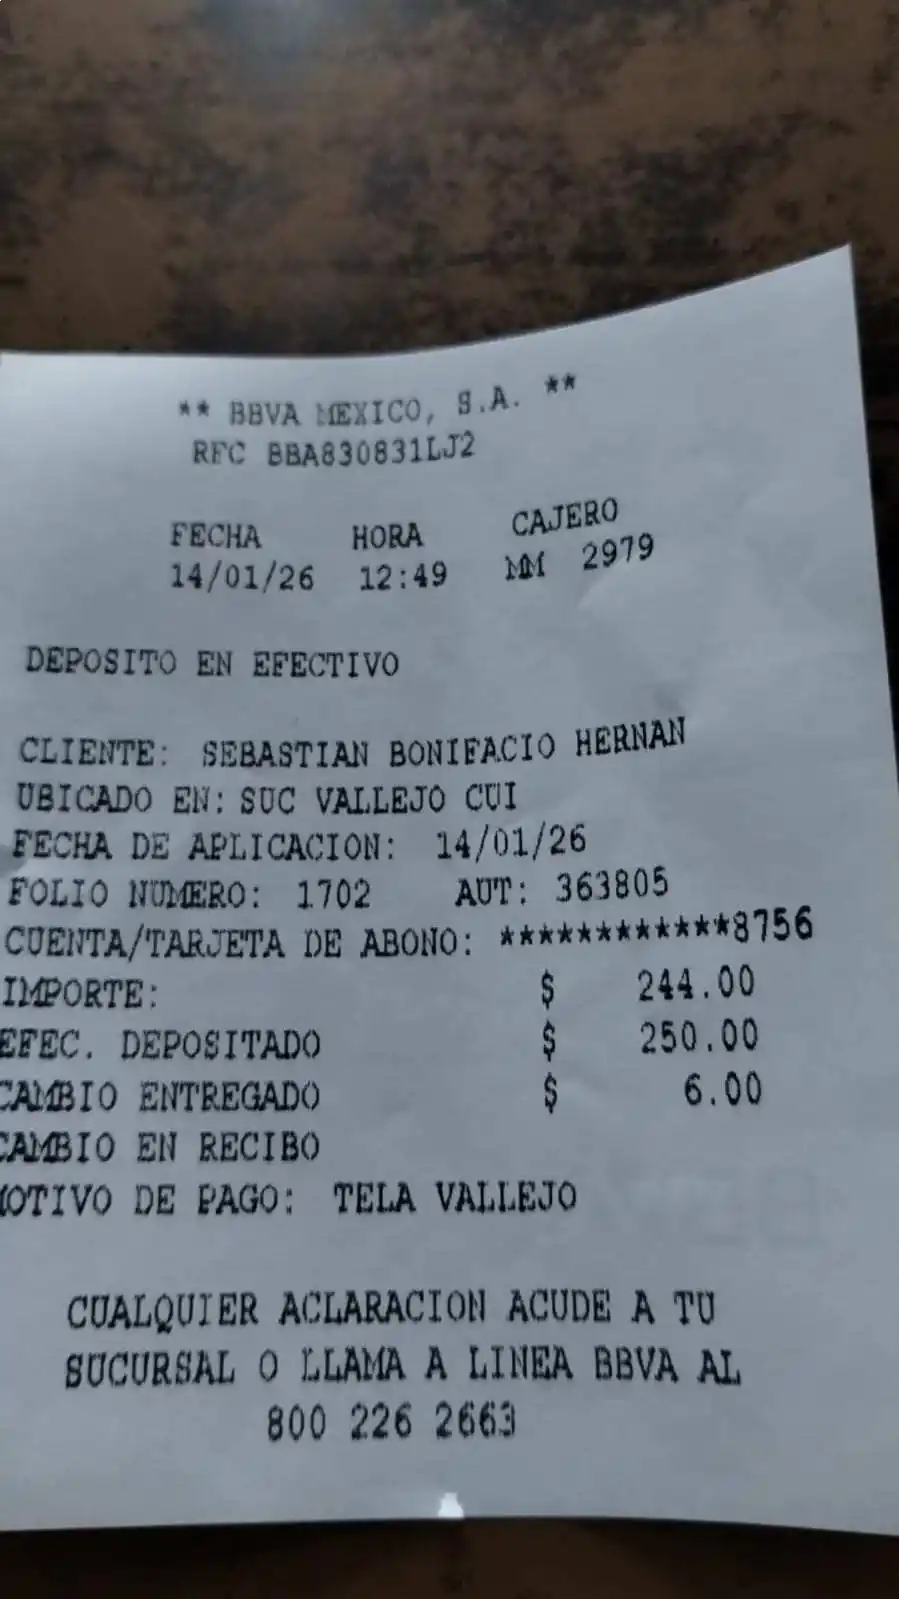 ** BBVA MEXICO, S.A. **
RFC BBA830831LJ2
FECHA HORA CAJERO
14/01/26 12:49 MM 2979
DEPOSITO EN EFECTIVO
CLIENTE: SEBASTIAN BONIFACIO HERNAN
UBICADO EN: SUC VALLEJO CUI
FECHA DE APLICACION: 14/01/26
FOLIO NUMERO: 1702 AUT: 363805
CUENTA/TARJETA DE ABONO: ************8756
IMPORTE: $ 244.00
EFEC. DEPOSITADO $ 250.00
CAMBIO ENTREGADO $ 6.00
CAMBIO EN RECIBO
MOTIVO DE PAGO: TELA VALLEJO
CUALQUIER ACLARACION ACUDE A TU
SUCURSAL O LLAMA A LINEA BBVA AL
800 226 2663